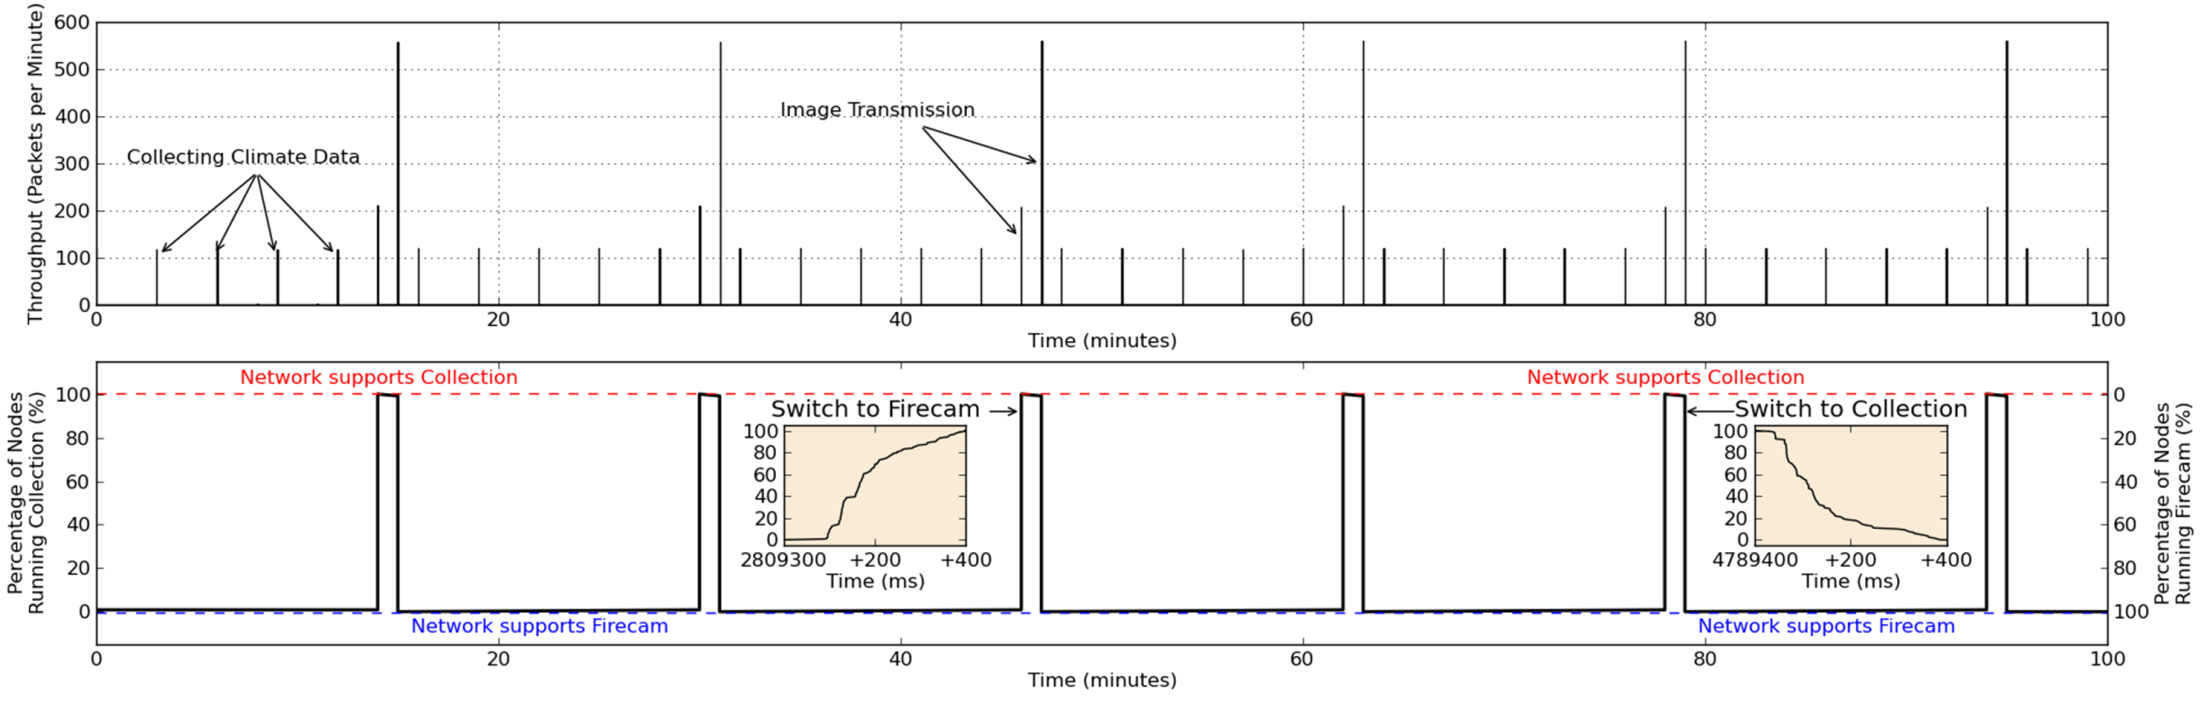 Throughput (Packets per Minute)
600
500
400
300
200
100
0
Collecting Climate Data
Image Transmission
0 20 40 60 80 100
Time (minutes)
Percentage of Nodes
Running Collection (%)
100
80
60
40
20
0
Network supports Collection
Network supports Collection
Switch to Firecam
100
80
60
40
20
0
2809300 +200 +400
Time (ms)
Switch to Collection
100
80
60
40
20
0
4789400 +200 +400
Time (ms)
Network supports Firecam
Network supports Firecam
0
20
40
60
80
100
Percentage of Nodes
Running Firecam (%)
0 20 40 60 80 100
Time (minutes)